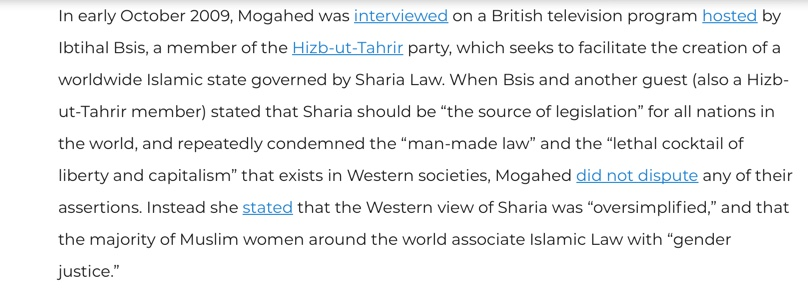 In early October 2009, Mogahed was interviewed on a British television program hosted by
Ibtihal Bsis, a member of the Hizb-ut-Tahrir party, which seeks to facilitate the creation of a
worldwide Islamic state governed by Sharia Law. When Bsis and another guest (also a Hizb-
ut-Tahrir member) stated that Sharia should be “the source of legislation” for all nations in
the world, and repeatedly condemned the “man-made law” and the “lethal cocktail of
liberty and capitalism” that exists in Western societies, Mogahed did not dispute any of their
assertions. Instead she stated that the Western view of Sharia was “oversimplified,” and that
the majority of Muslim women around the world associate Islamic Law with “gender
justice.”